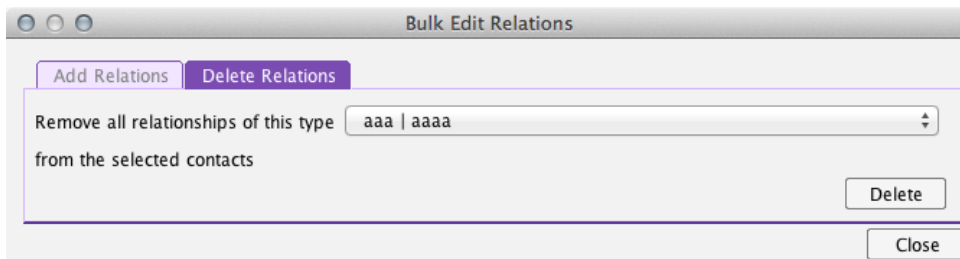 Bulk Edit Relations
Add Relations Delete Relations
Remove all relationships of this type aaa | aaaa
from the selected contacts
Delete
Close